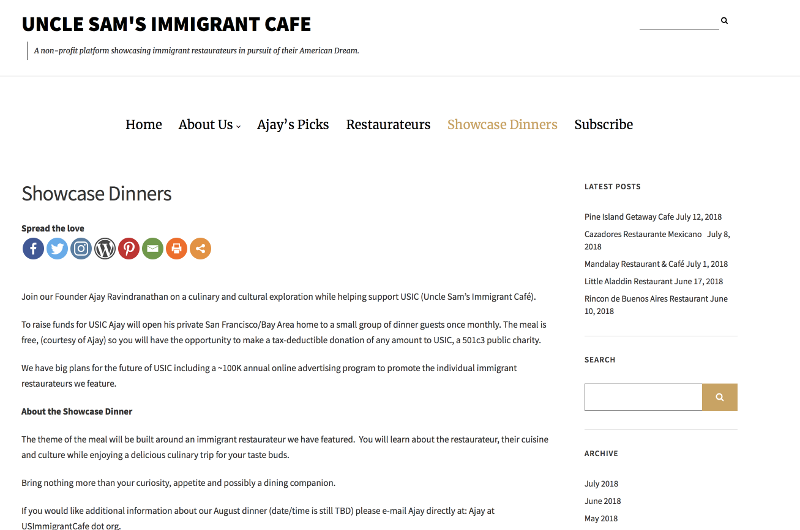 UNCLE SAM'S IMMIGRANT CAFE
A non-profit platform showcasing immigrant restaurateurs in pursuit of their American Dream.
Home About Us Ajay's Picks Restaurateurs Showcase Dinners Subscribe
Showcase Dinners
Spread the love
Join our Founder Ajay Ravindranathan on a culinary and cultural exploration while helping support USIC (Uncle Sam's Immigrant Café).
To raise funds for USIC Ajay will open his private San Francisco/Bay Area home to a small group of dinner guests once monthly. The meal is
free, (courtesy of Ajay) so you will have the opportunity to make a tax-deductible donation of any amount to USIC, a 501c3 public charity.
We have big plans for the future of USIC including a ~100K annual online advertising program to promote the individual immigrant
restaurateurs we feature.
About the Showcase Dinner
The theme of the meal will be built around an immigrant restaurateur we have featured. You will learn about the restaurateur, their cuisine
and culture while enjoying a delicious culinary trip for your taste buds.
Bring nothing more than your curiosity, appetite and possibly a dining companion.
If you would like additional information about our August dinner (date/time is still TBD) please e-mail Ajay directly at: Ajay at
USImmigrantCafe dot org.
LATEST POSTS
Pine Island Getaway Cafe July 12, 2018
Cazadores Restaurante Mexicano July 8,
2018
Mandalay Restaurant & Café July 1, 2018
Little Aladdin Restaurant June 17, 2018
Rincon de Buenos Aires Restaurant June
10, 2018
SEARCH
ARCHIVE
July 2018
June 2018
May 2018